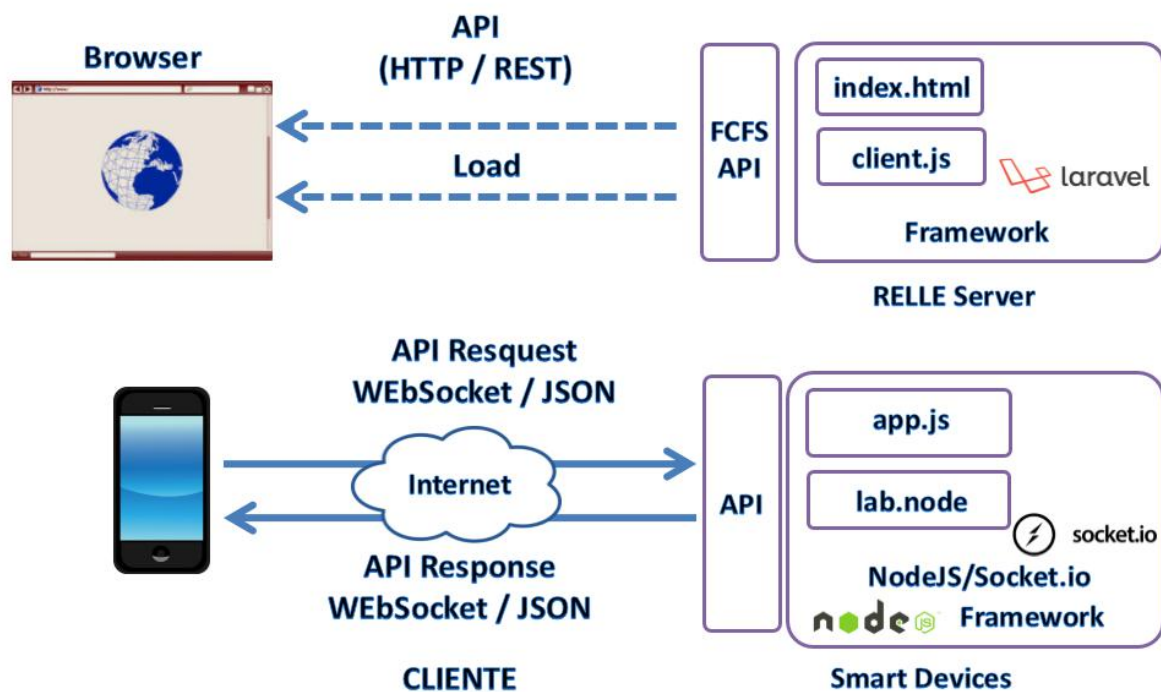 Browser
API
(HTTP / REST)
Load
FCFS
API
index.html
client.js
laravel
Framework
RELLE Server
API Resquest
WEbSocket / JSON
Internet
API Response
WEbSocket / JSON
CLIENTE
API
app.js
lab.node
socket.io
NodeJS/Socket.io
node JS
Framework
Smart Devices